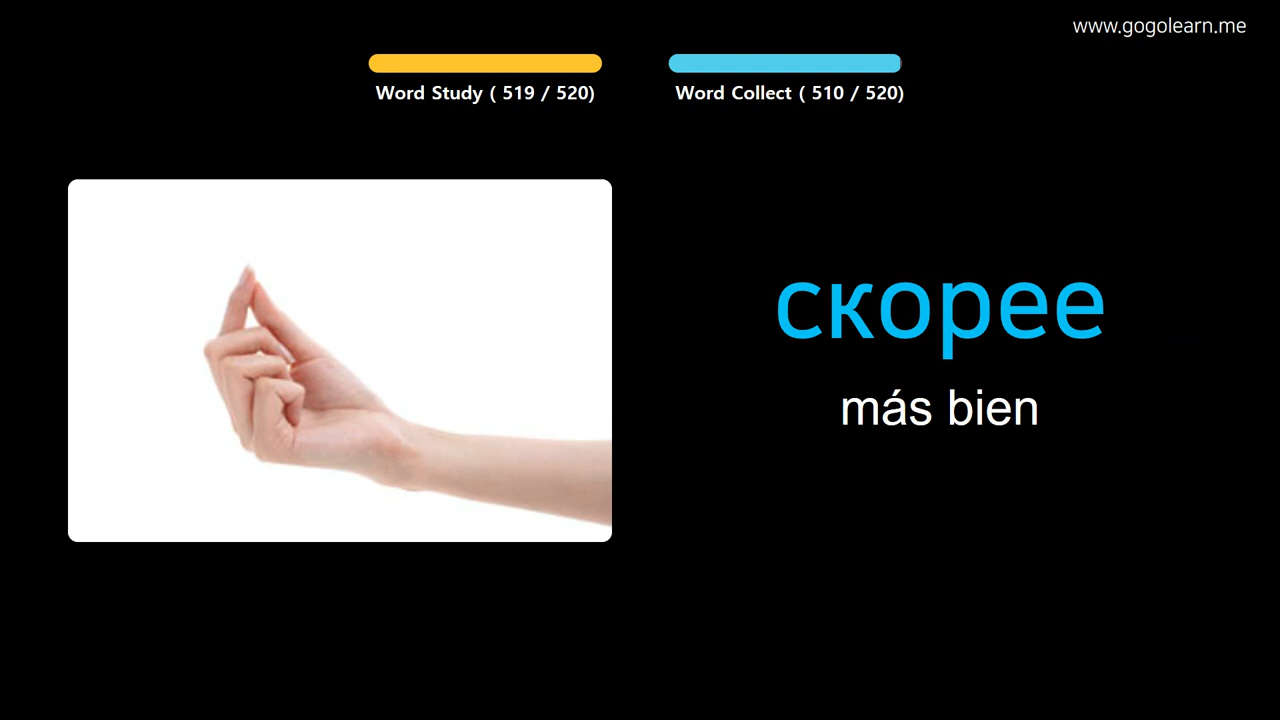 www.gogolearn.me
Word Study ( 519 / 520)
Word Collect ( 510 / 520)
скорее
más bien